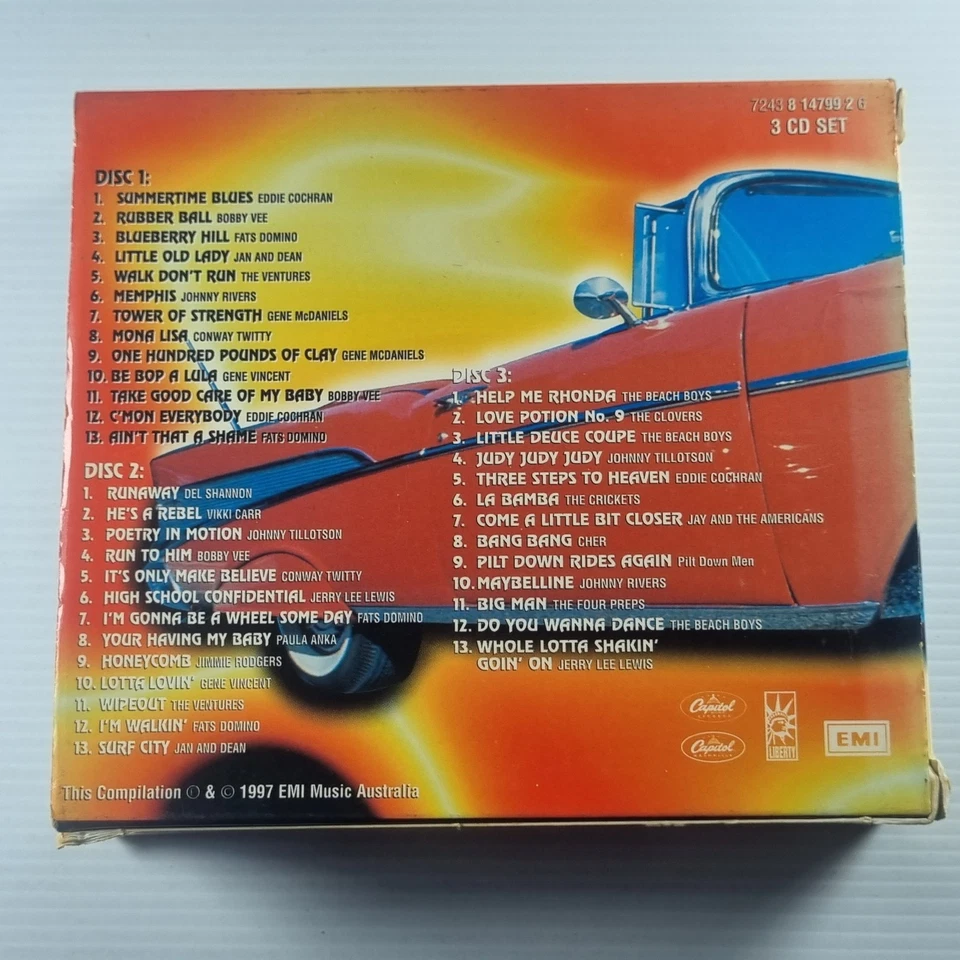 7243 8 14799 2 6
3 CD SET
DISC 1:
1. SUMMERTIME BLUES EDDIE COCHRAN
2. RUBBER BALL BOBBY VEE
3. BLUEBERRY HILL FATS DOMINO
4. LITTLE OLD LADY JAN AND DEAN
5. WALK DON'T RUN THE VENTURES
6. MEMPHIS JOHNNY RIVERS
7. TOWER OF STRENGTH GENE McDANIELS
8. MONA LISA CONWAY TWITTY
9. ONE HUNDRED POUNDS OF CLAY GENE MCDANIELS
10. BE BOP A LULA GENE VINCENT
11. TAKE GOOD CARE OF MY BABY BOBBY VEE
12. C'MON EVERYBODY EDDIE COCHRAN
13. AIN'T THAT A SHAME FATS DOMINO
DISC 2:
1. RUNAWAY DEL SHANNON
2. HE'S A REBEL VIKKI CARR
3. POETRY IN MOTION JOHNNY TILLOTSON
4. RUN TO HIM BOBBY VEE
5. IT'S ONLY MAKE BELIEVE CONWAY TWITTY
6. HIGH SCHOOL CONFIDENTIAL JERRY LEE LEWIS
7. I'M GONNA BE A WHEEL SOME DAY FATS DOMINO
8. YOUR HAVING MY BABY PAULA ANKA
9. HONEYCOMB JIMMIE RODGERS
10. LOTTA LOVIN' GENE VINCENT
11. WIPEOUT THE VENTURES
12. I'M WALKIN' FATS DOMINO
13. SURF CITY JAN AND DEAN
DISC 3:
1. HELP ME RHONDA THE BEACH BOYS
2. LOVE POTION No. 9 THE CLOVERS
3. LITTLE DEUCE COUPE THE BEACH BOYS
4. JUDY JUDY JUDY JOHNNY TILLOTSON
5. THREE STEPS TO HEAVEN EDDIE COCHRAN
6. LA BAMBA THE CRICKETS
7. COME A LITTLE BIT CLOSER JAY AND THE AMERICANS
8. BANG BANG CHER
9. PILT DOWN RIDES AGAIN Pilt Down Men
10. MAYBELLINE JOHNNY RIVERS
11. BIG MAN THE FOUR PREPS
12. DO YOU WANNA DANCE THE BEACH BOYS
13. WHOLE LOTTA SHAKIN'
GOIN' ON JERRY LEE LEWIS
Capitol
Capitol
LIBERTY
EMI
This Compilation © & © 1997 EMI Music Australia